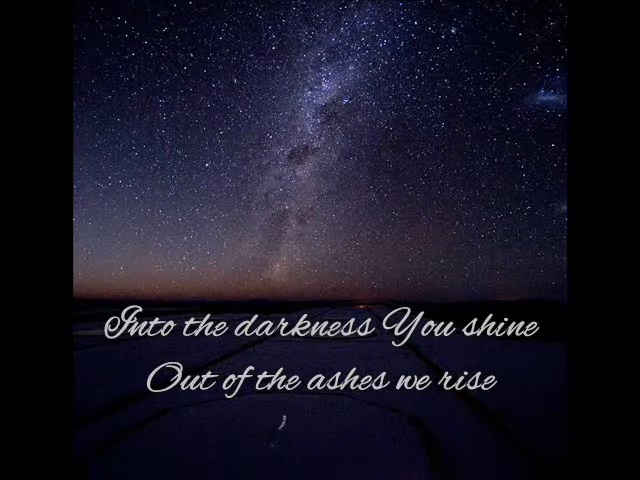 Into the darkness You shine
Out of the ashes we rise